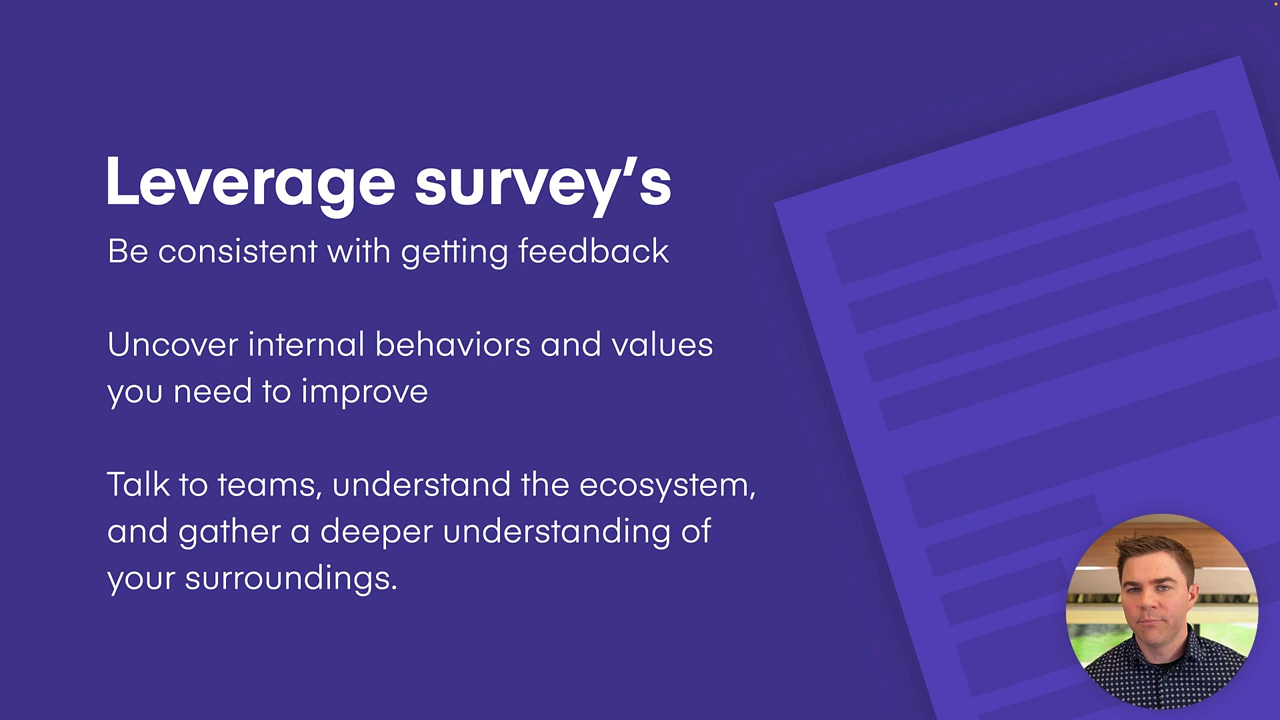 Leverage survey’s
Be consistent with getting feedback
Uncover internal behaviors and values
you need to improve
Talk to teams, understand the ecosystem,
and gather a deeper understanding of
your surroundings.